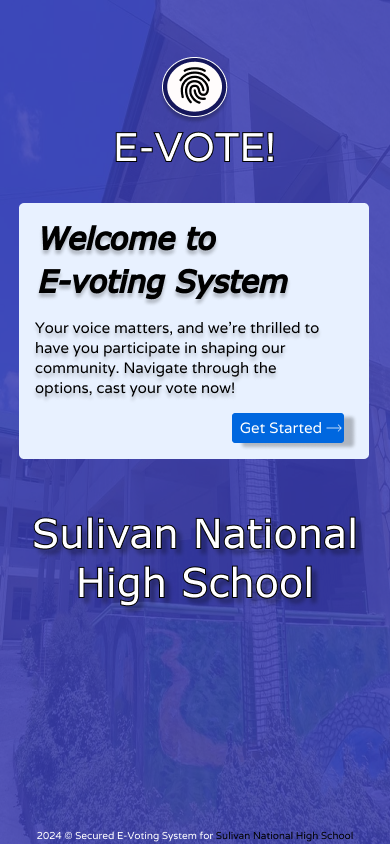 E-VOTE!
Welcome to
E-voting System
Your voice matters, and we're thrilled to
have you participate in shaping our
community. Navigate through the
options, cast your vote now!
Get Started →
Sulivan National
High School
2024 © Secured E-Voting System for Sulivan National High School